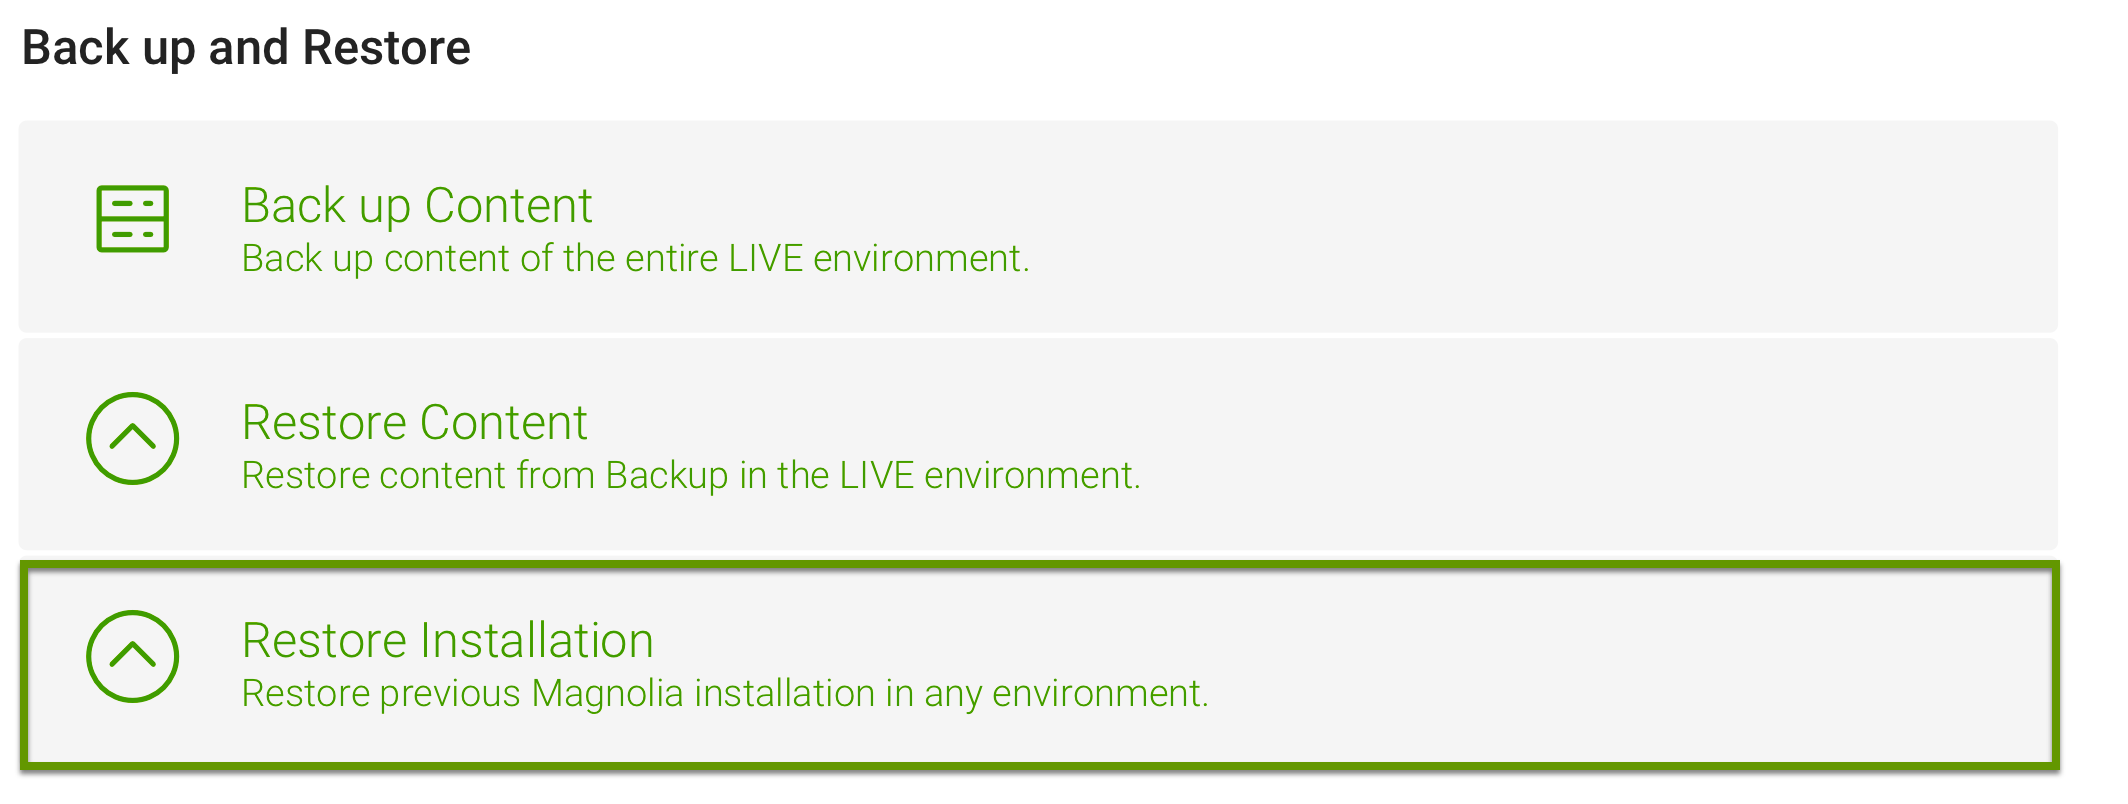 Back up and Restore
Back up Content
Back up content of the entire LIVE environment.
Restore Content
Restore content from Backup in the LIVE environment.
Restore Installation
Restore previous Magnolia installation in any environment.